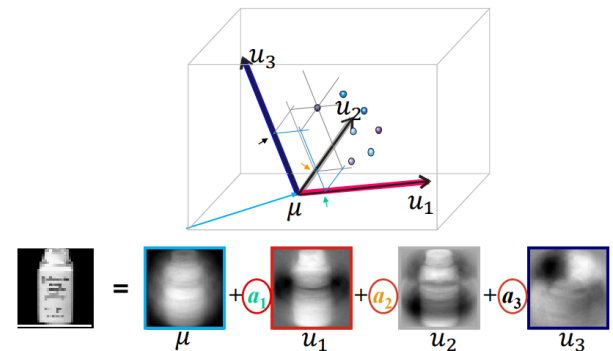 u₃
u₂
μ
u₁
= + a₁ + a₂ + a₃
μ u₁ u₂ u₃